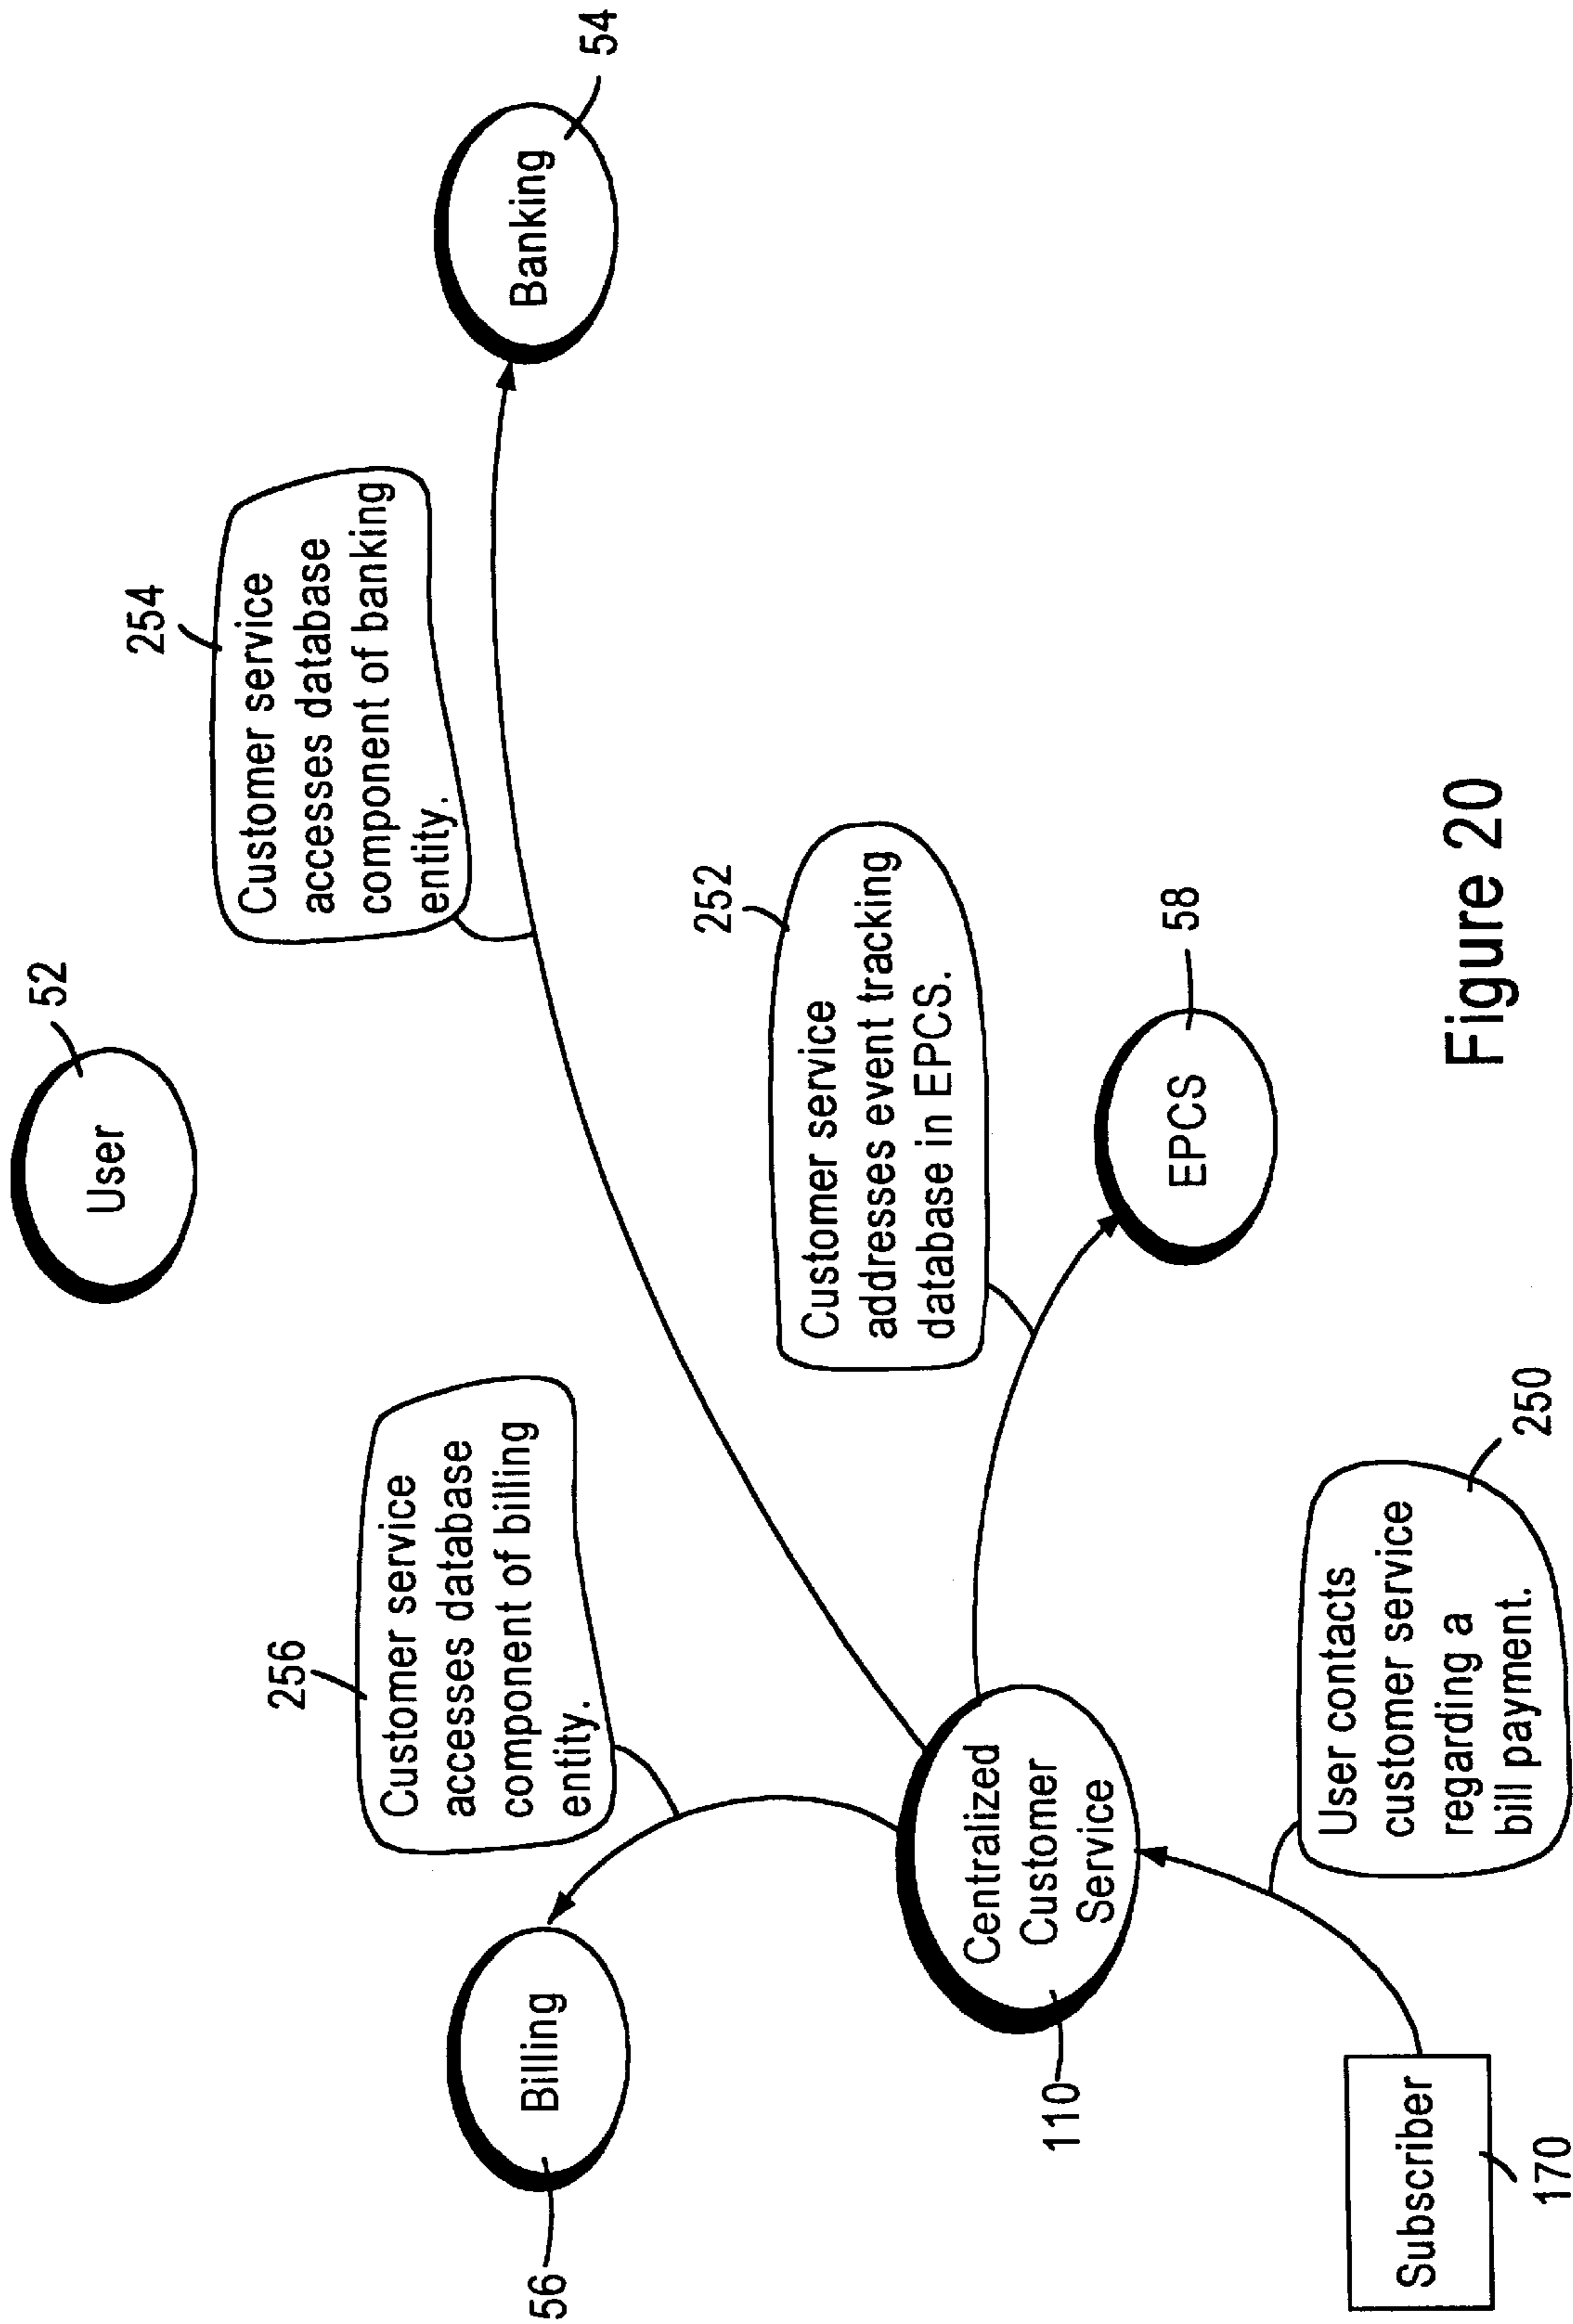 52
User
254
Customer service
accesses database
component of banking
entity.
54
Banking
256
Customer service
accesses database
component of billing
entity.
56
Billing
252
Customer service
addresses event tracking
database in EPCS.
58
EPCS
110
Centralized
Customer
Service
250
User contacts
customer service
regarding a
bill payment.
Subscriber
170
Figure 20